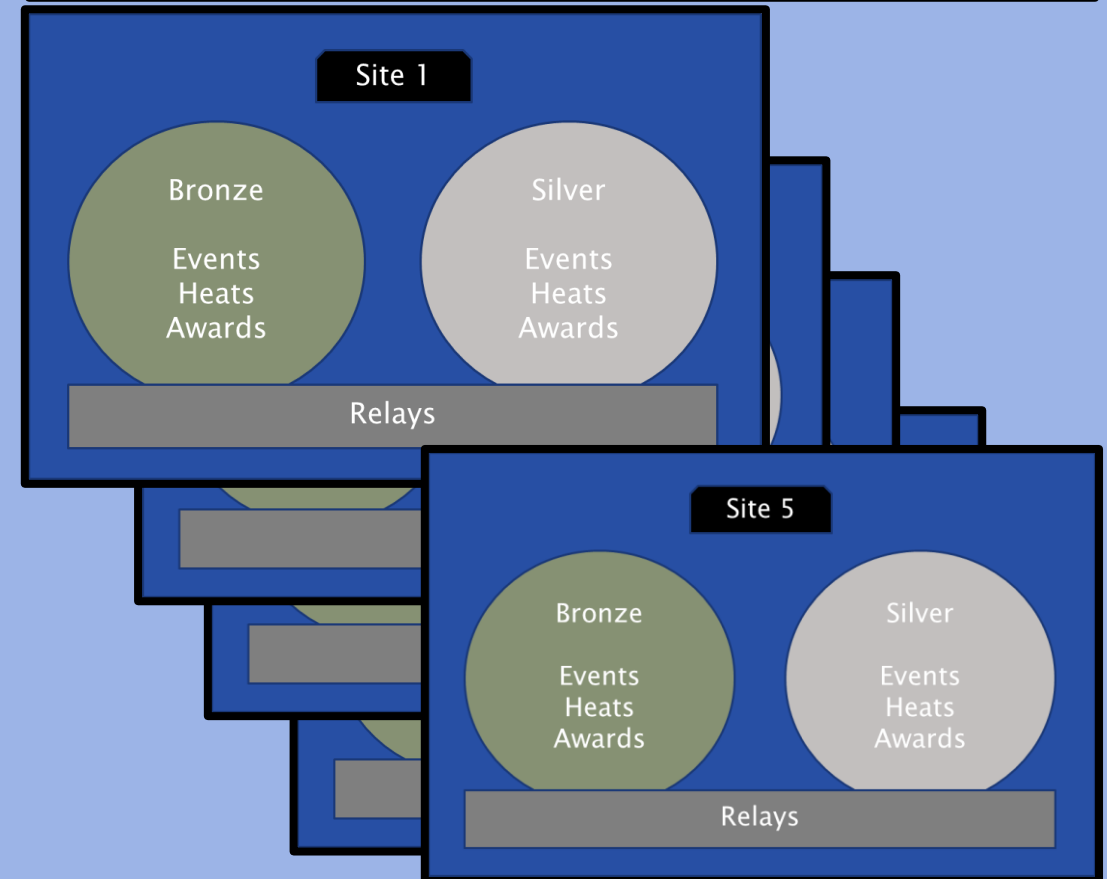 Site 1
Bronze
Events
Heats
Awards
Silver
Events
Heats
Awards
Relays
Site 5
Bronze
Events
Heats
Awards
Silver
Events
Heats
Awards
Relays